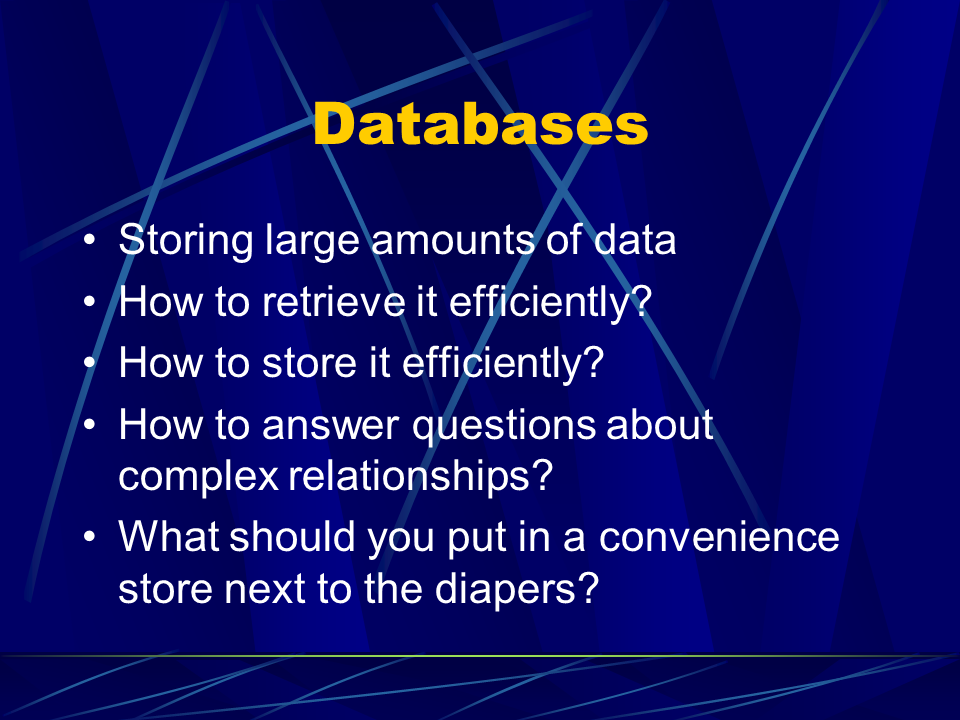 Databases
• Storing large amounts of data
• How to retrieve it efficiently?
• How to store it efficiently?
• How to answer questions about
complex relationships?
• What should you put in a convenience
store next to the diapers?